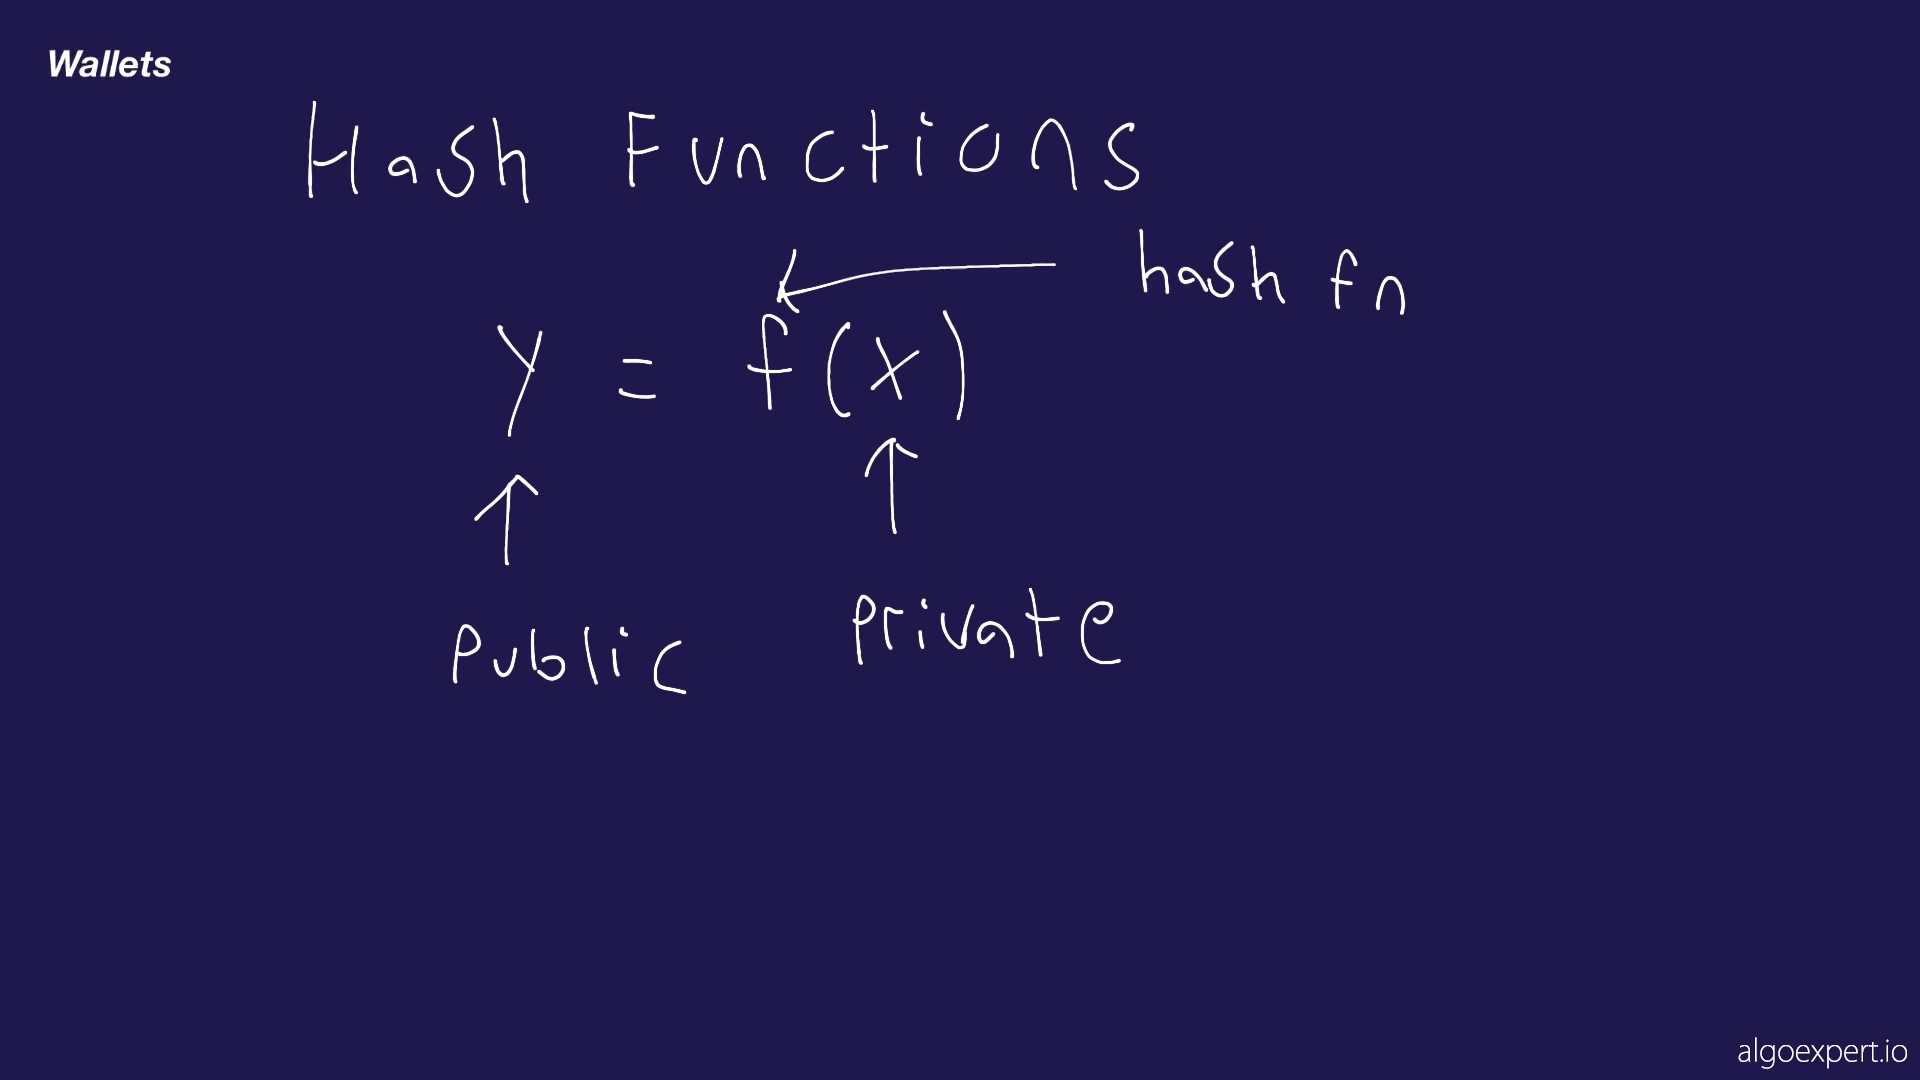 Wallets
Hash Functions
hash fn
y = f(x)
Public private
algoexpert.io